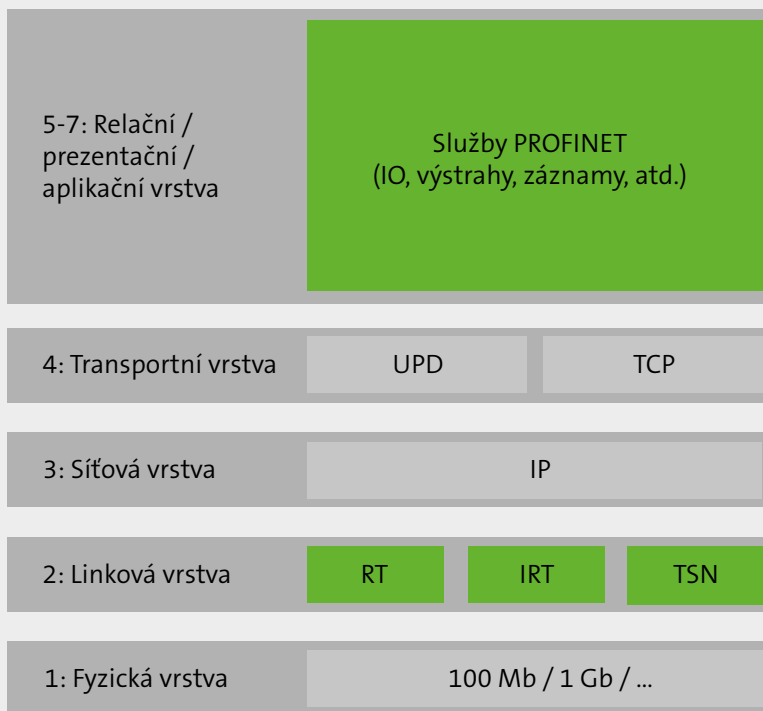 5-7: Relační /
prezentační /
aplikační vrstva
Služby PROFINET
(IO, výstrahy, záznamy, atd.)
4: Transportní vrstva
UPD
TCP
3: Síťová vrstva
IP
2: Linková vrstva
RT
IRT
TSN
1: Fyzická vrstva
100 Mb / 1 Gb / ...